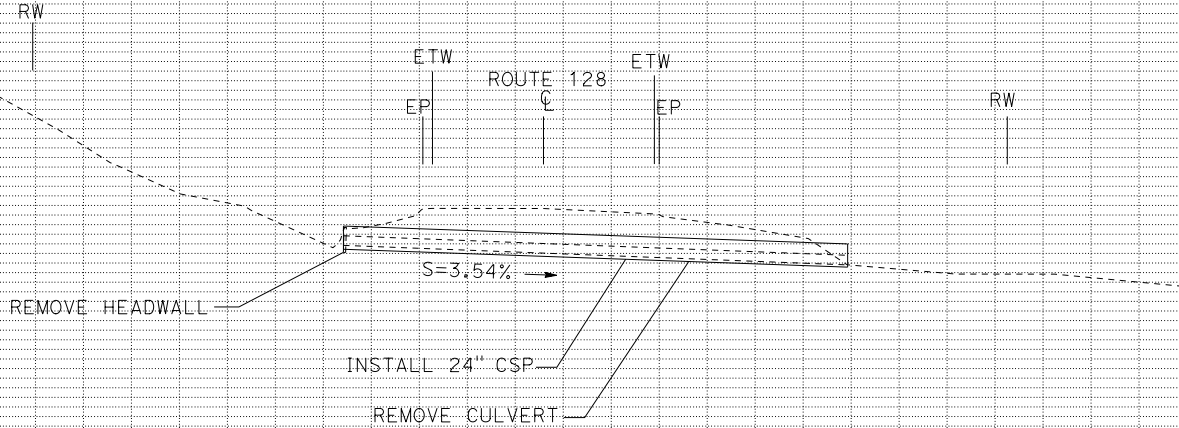 RW
ETW
ETW
ROUTE 128
℄
EP
EP
RW
S=3.54%
REMOVE HEADWALL
INSTALL 24" CSP
REMOVE CULVERT